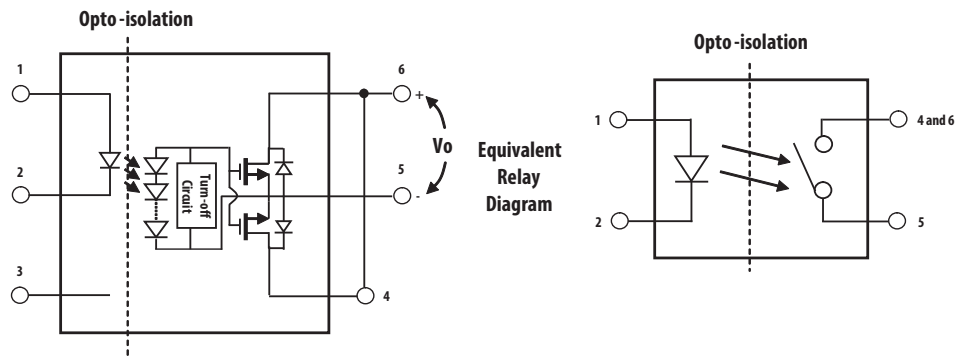 Opto-isolation
1
2
3
Turn-off
Circuit
6
+
Vo
5
-
4
Equivalent
Relay
Diagram
Opto-isolation
1
2
4 and 6
5